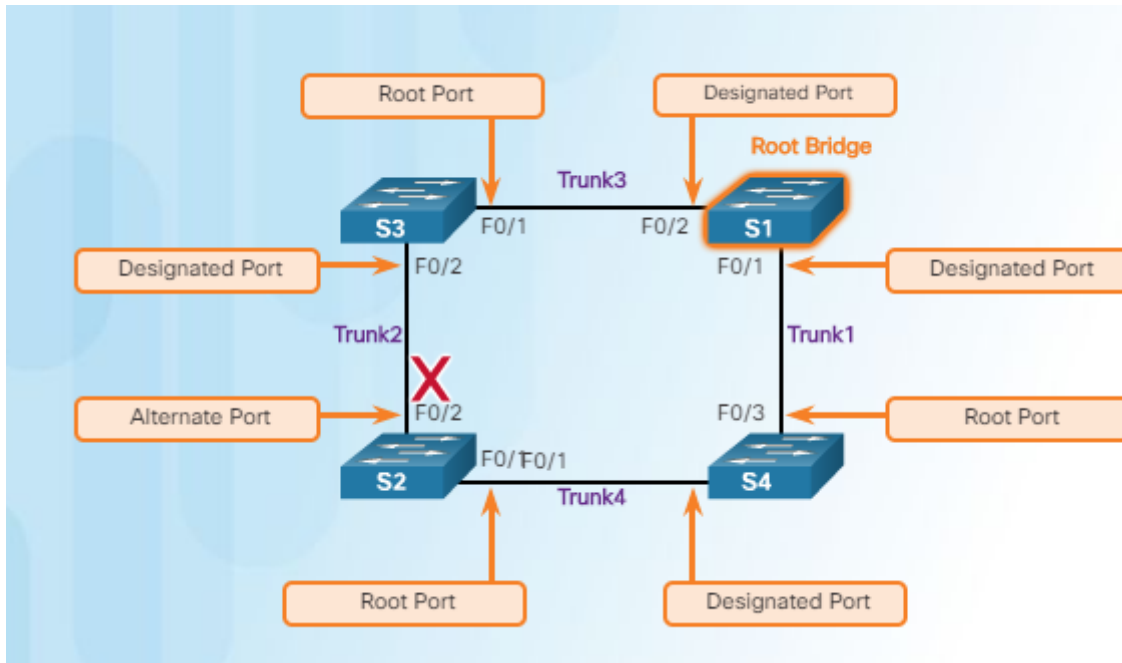 Root Port
Designated Port
Root Bridge
Trunk3
S3
F0/1
F0/2
S1
Designated Port
F0/2
F0/1
Designated Port
Trunk2
Trunk1
X
Alternate Port
F0/2
F0/3
Root Port
S2
F0/1
F0/1
Trunk4
S4
Root Port
Designated Port